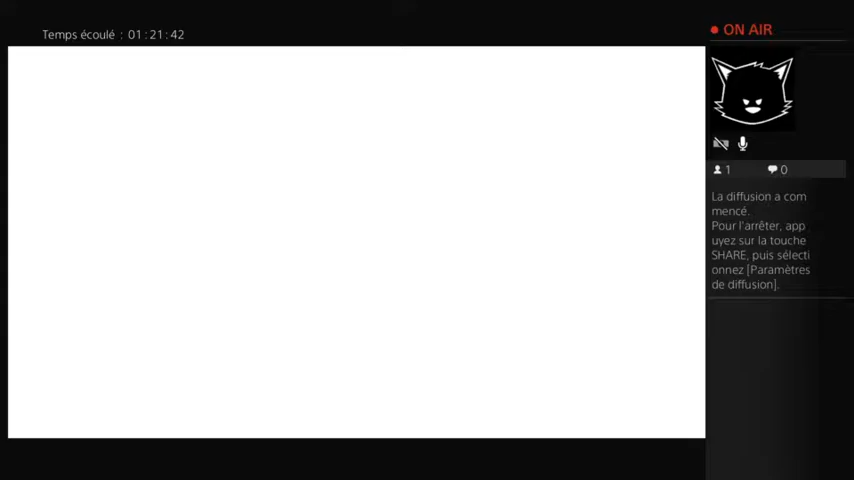 Temps écoulé : 01:21:42
ON AIR
1 0
La diffusion a com
mencé.
Pour l'arrêter, app
uyez sur la touche
SHARE, puis sélecti
onnez [Paramètres
de diffusion].